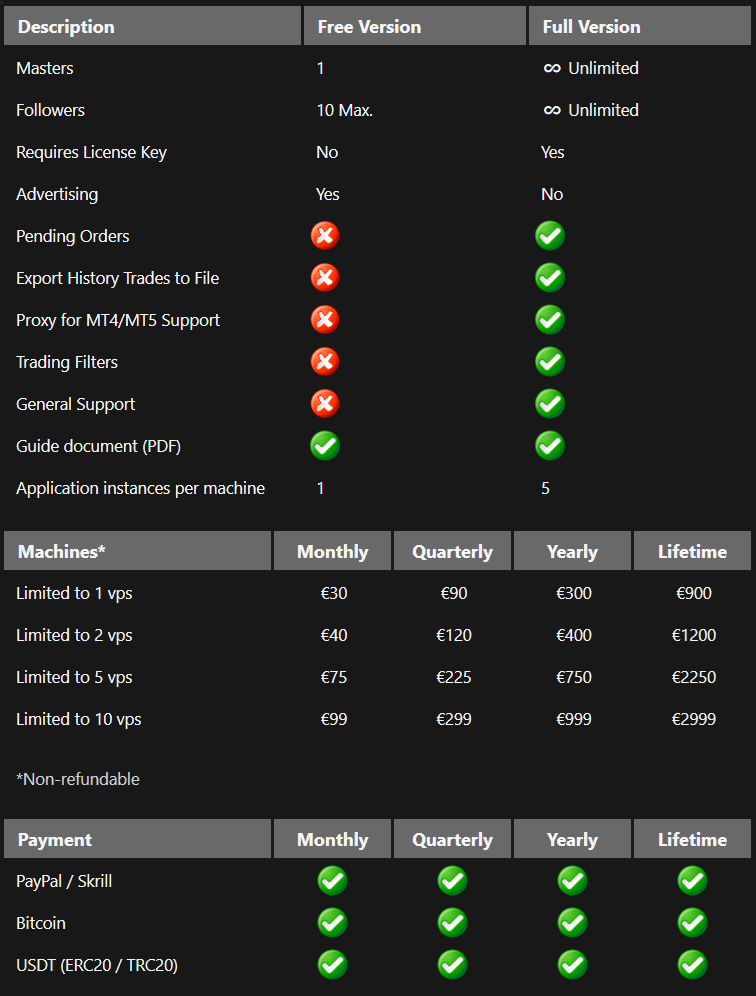 Description Free Version Full Version
Masters 1 ∞ Unlimited
Followers 10 Max. ∞ Unlimited
Requires License Key No Yes
Advertising Yes No
Pending Orders
Export History Trades to File
Proxy for MT4/MT5 Support
Trading Filters
General Support
Guide document (PDF)
Application instances per machine 1 5
Machines* Monthly Quarterly Yearly Lifetime
Limited to 1 vps €30 €90 €300 €900
Limited to 2 vps €40 €120 €400 €1200
Limited to 5 vps €75 €225 €750 €2250
Limited to 10 vps €99 €299 €999 €2999
*Non-refundable
Payment Monthly Quarterly Yearly Lifetime
PayPal / Skrill
Bitcoin
USDT (ERC20 / TRC20)